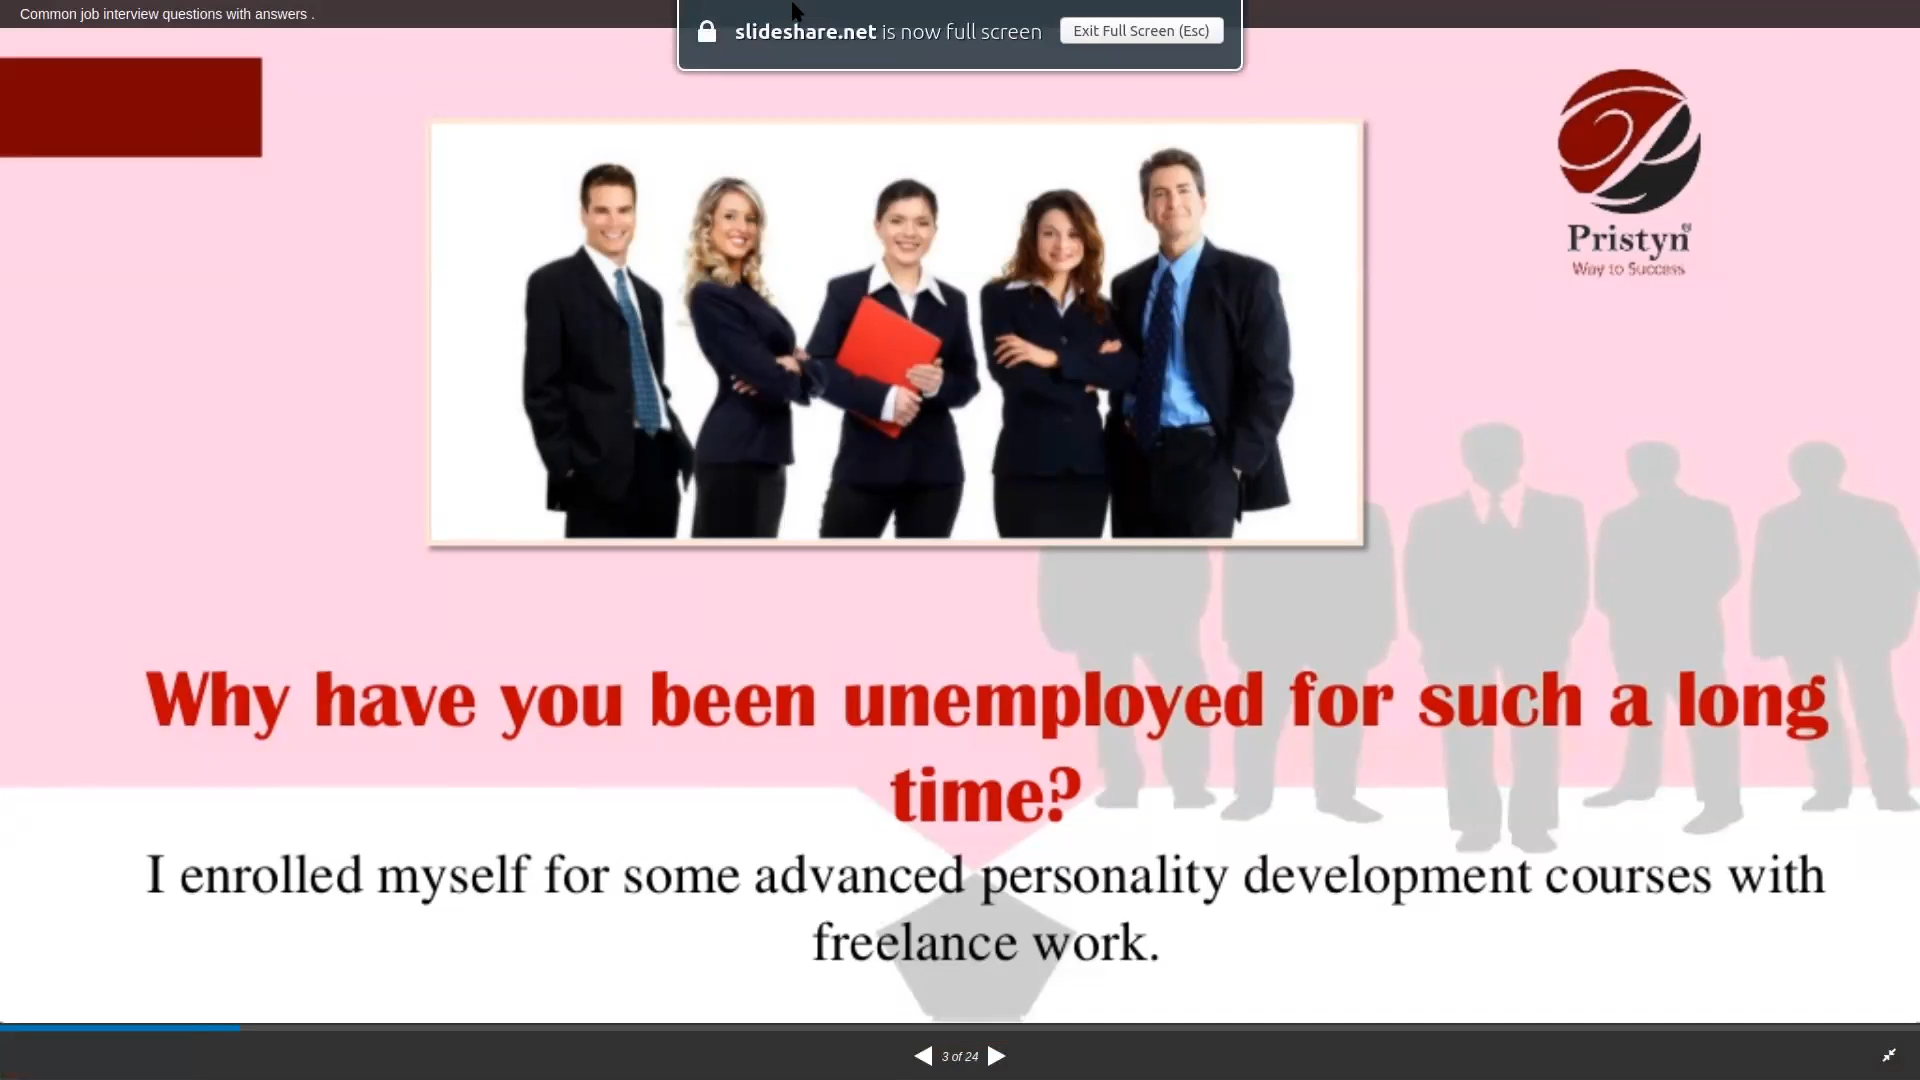 Common job interview questions with answers .
slideshare.net is now full screen
Exit Full Screen (Esc)
Pristyn
Way to Success
Why have you been unemployed for such a long
time?
I enrolled myself for some advanced personality development courses with
freelance work.
3 of 24